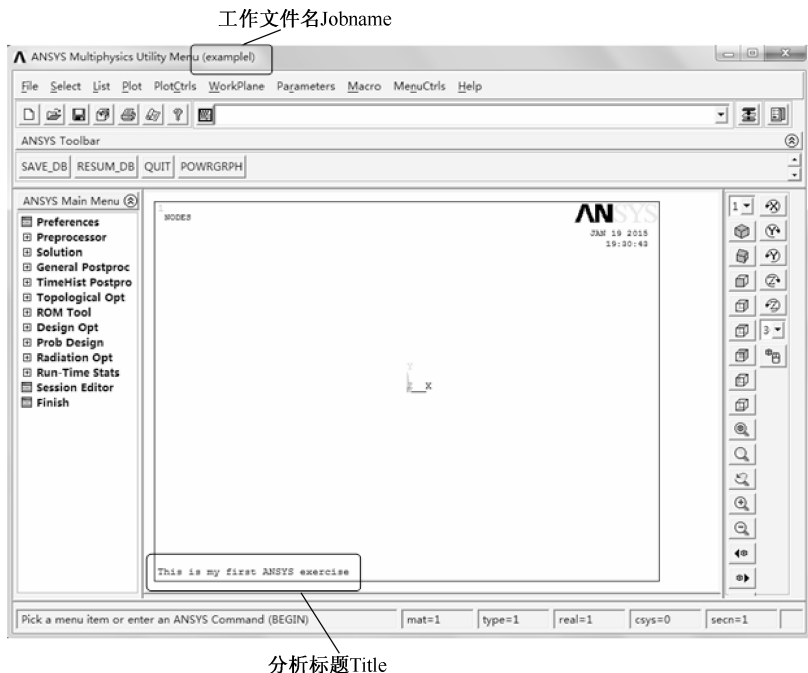 工作文件名Jobname
ANSYS Multiphysics Utility Menu (examplel)
File Select List Plot PlotCtrls WorkPlane Parameters Macro MenuCtrls Help
ANSYS Toolbar
SAVE_DB RESUM_DB QUIT POWRGRPH
ANSYS Main Menu
Preferences
Preprocessor
Solution
General Postproc
TimeHist Postpro
Topological Opt
ROM Tool
Design Opt
Prob Design
Radiation Opt
Run-Time Stats
Session Editor
Finish
1
NODES
ANSYS
JAN 19 2015
19:30:43
Y
Z X
This is my first ANSYS exercise
1
3
Pick a menu item or enter an ANSYS Command (BEGIN) mat=1 type=1 real=1 csys=0 secn=1
分析标题Title